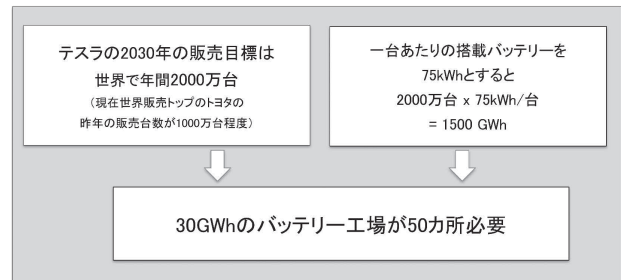 テスラの2030年の販売目標は
世界で年間2000万台
（現在世界販売トップのトヨタの
昨年の販売台数が1000万台程度）
一台あたりの搭載バッテリーを
75kWhとすると
2000万台 x 75kWh/台
= 1500 GWh
30GWhのバッテリー工場が50カ所必要